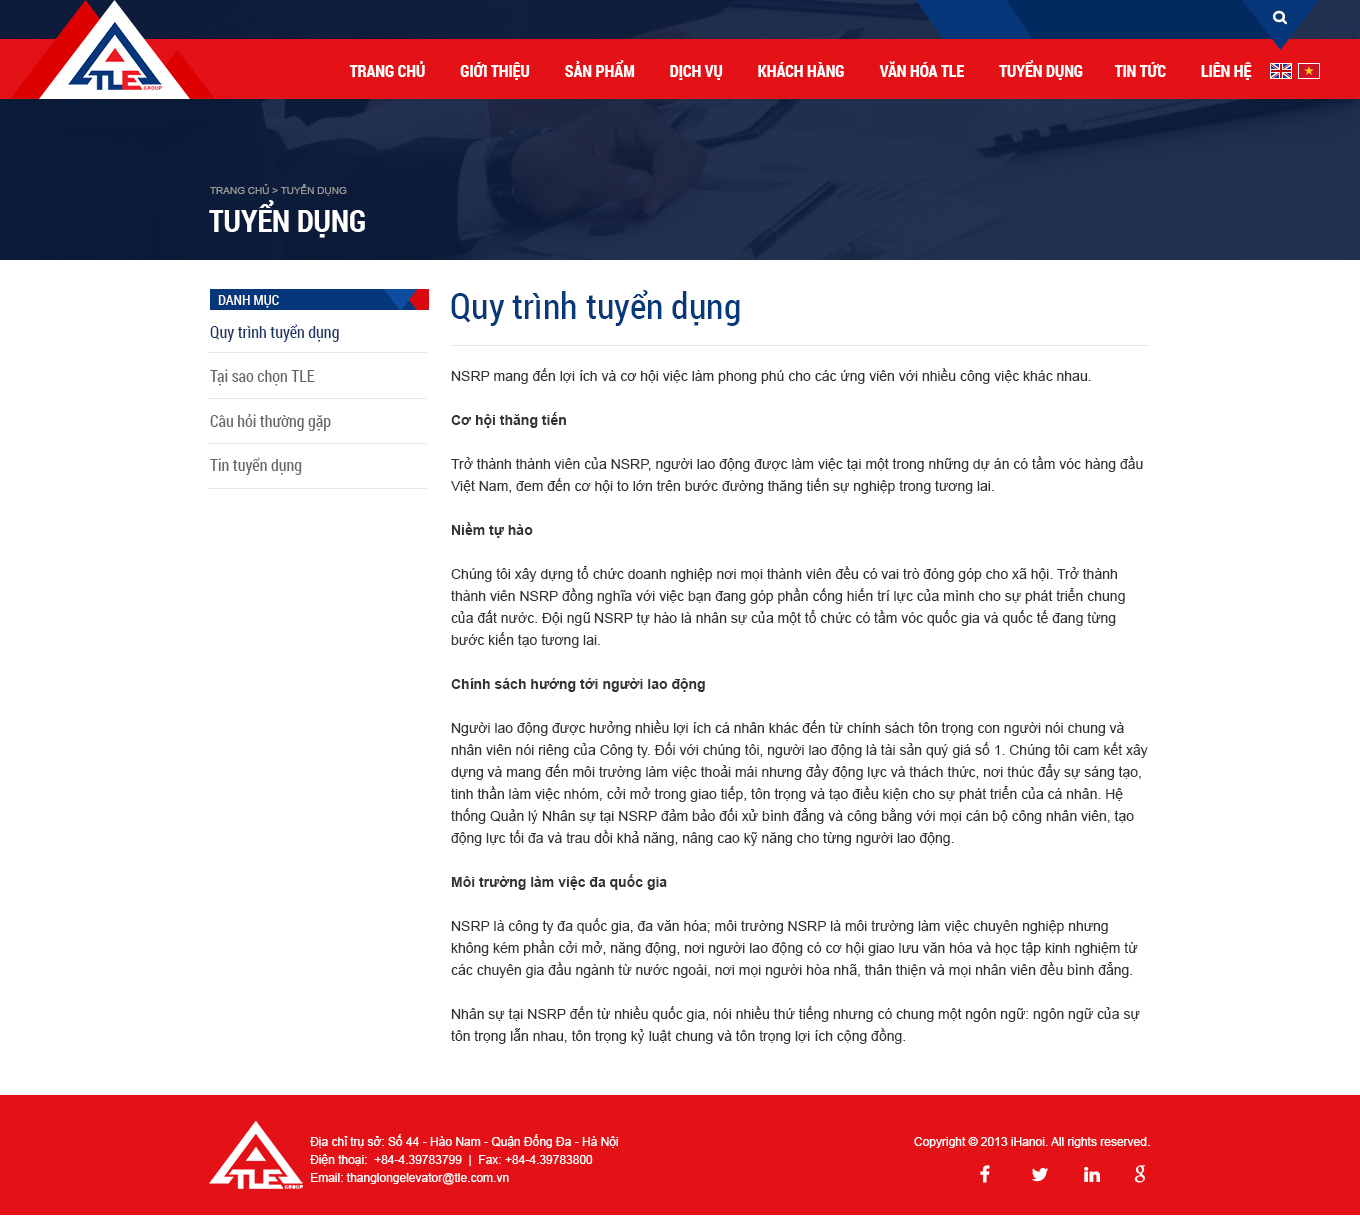 TLE GROUP
TRANG CHỦ GIỚI THIỆU SẢN PHẨM DỊCH VỤ KHÁCH HÀNG VĂN HÓA TLE TUYỂN DỤNG TIN TỨC LIÊN HỆ
TRANG CHỦ > TUYỂN DỤNG
TUYỂN DỤNG
DANH MỤC
Quy trình tuyển dụng
Tại sao chọn TLE
Câu hỏi thường gặp
Tin tuyển dụng
Quy trình tuyển dụng
NSRP mang đến lợi ích và cơ hội việc làm phong phú cho các ứng viên với nhiều công việc khác nhau.
Cơ hội thăng tiến
Trở thành thành viên của NSRP, người lao động được làm việc tại một trong những dự án có tầm vóc hàng đầu
Việt Nam, đem đến cơ hội to lớn trên bước đường thăng tiến sự nghiệp trong tương lai.
Niềm tự hào
Chúng tôi xây dựng tổ chức doanh nghiệp nơi mọi thành viên đều có vai trò đóng góp cho xã hội. Trở thành
thành viên NSRP đồng nghĩa với việc bạn đang góp phần cống hiến trí lực của mình cho sự phát triển chung
của đất nước. Đội ngũ NSRP tự hào là nhân sự của một tổ chức có tầm vóc quốc gia và quốc tế đang từng
bước kiến tạo tương lai.
Chính sách hướng tới người lao động
Người lao động được hưởng nhiều lợi ích cá nhân khác đến từ chính sách tôn trọng con người nói chung và
nhân viên nói riêng của Công ty. Đối với chúng tôi, người lao động là tài sản quý giá số 1. Chúng tôi cam kết xây
dựng và mang đến môi trường làm việc thoải mái nhưng đầy động lực và thách thức, nơi thúc đẩy sự sáng tạo,
tinh thần làm việc nhóm, cởi mở trong giao tiếp, tôn trọng và tạo điều kiện cho sự phát triển của cá nhân. Hệ
thống Quản lý Nhân sự tại NSRP đảm bảo đối xử bình đẳng và công bằng với mọi cán bộ công nhân viên, tạo
động lực tối đa và trau dồi khả năng, nâng cao kỹ năng cho từng người lao động.
Môi trường làm việc đa quốc gia
NSRP là công ty đa quốc gia, đa văn hóa; môi trường NSRP là môi trường làm việc chuyên nghiệp nhưng
không kém phần cởi mở, năng động, nơi người lao động có cơ hội giao lưu văn hóa và học tập kinh nghiệm từ
các chuyên gia đầu ngành từ nước ngoài, nơi mọi người hòa nhã, thân thiện và mọi nhân viên đều bình đẳng.
Nhân sự tại NSRP đến từ nhiều quốc gia, nói nhiều thứ tiếng nhưng có chung một ngôn ngữ: ngôn ngữ của sự
tôn trọng lẫn nhau, tôn trọng kỷ luật chung và tôn trọng lợi ích cộng đồng.
TLE GROUP
Địa chỉ trụ sở: Số 44 - Hào Nam - Quận Đống Đa - Hà Nội
Điện thoại: +84-4.39783799 | Fax: +84-4.39783800
Email: thanglongelevator@tle.com.vn
Copyright © 2013 iHanoi. All rights reserved.